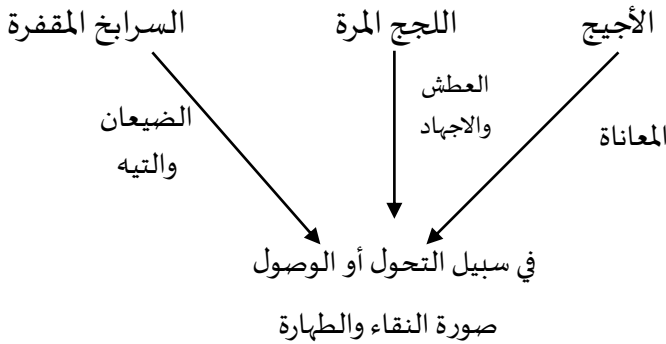 الأجيج اللجج المرة السرابخ المقفرة
العطش
والاجهاد
المعاناة
الضيعان
والتيه
في سبيل التحول أو الوصول
صورة النقاء والطهارة